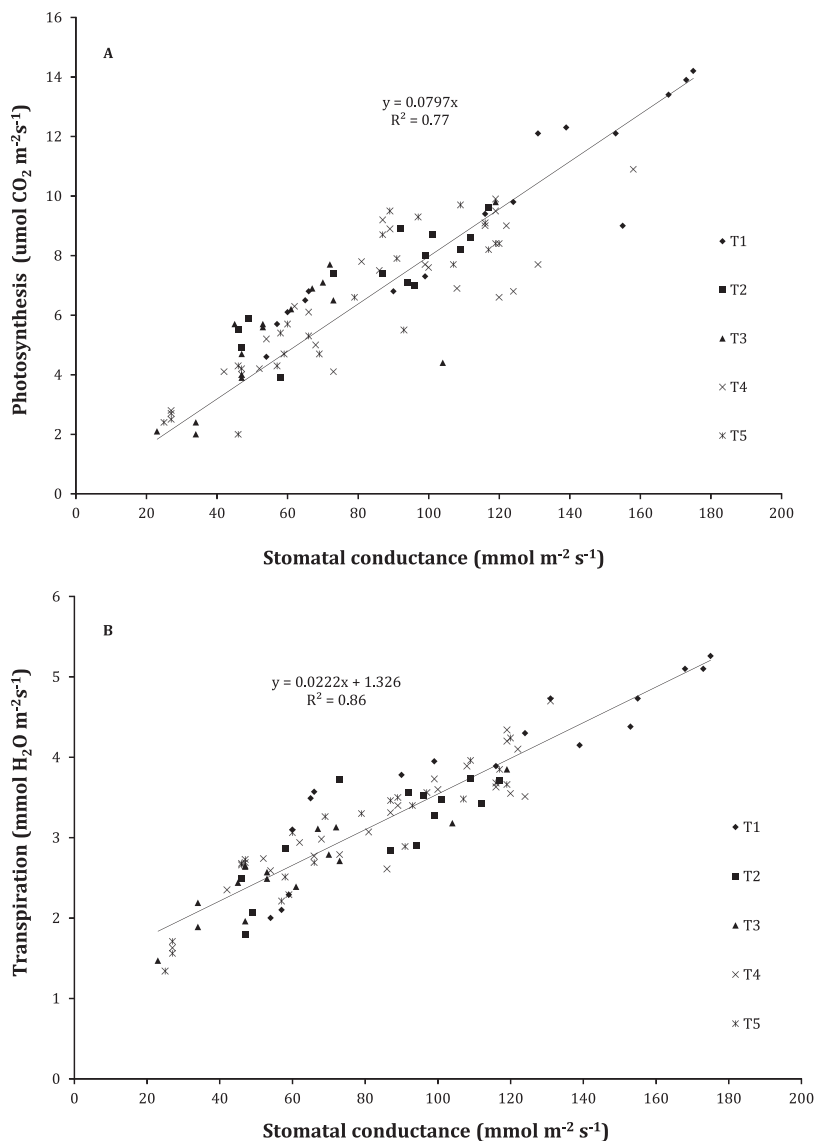 16
A
14
y = 0.0797x
R² = 0.77
12
10
8
6
4
2
0
Photosynthesis (umol CO₂ m⁻²s⁻¹)
T1
T2
T3
T4
T5
0 20 40 60 80 100 120 140 160 180 200
Stomatal conductance (mmol m⁻² s⁻¹)
6
B
5
y = 0.0222x + 1.326
R² = 0.86
4
3
2
1
0
Transpiration (mmol H₂O m⁻²s⁻¹)
T1
T2
T3
T4
T5
0 20 40 60 80 100 120 140 160 180 200
Stomatal conductance (mmol m⁻² s⁻¹)